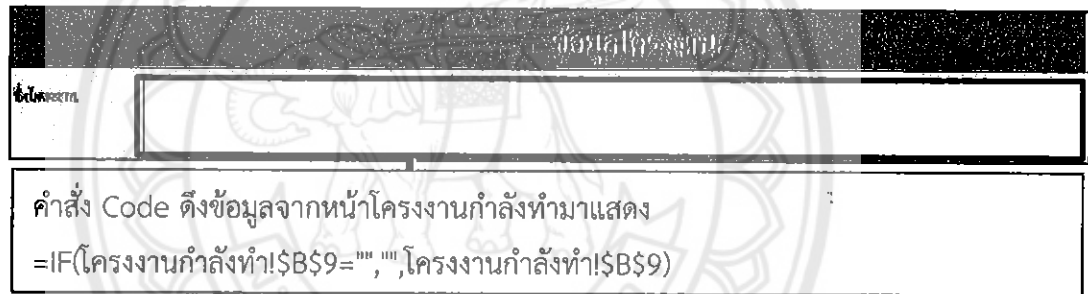 คำสั่ง Code ดึงข้อมูลจากหน้าโครงงานกำลังทำมาแสดง
=IF(โครงงานกำลังทำ!$B$9="","",โครงงานกำลังทำ!$B$9)